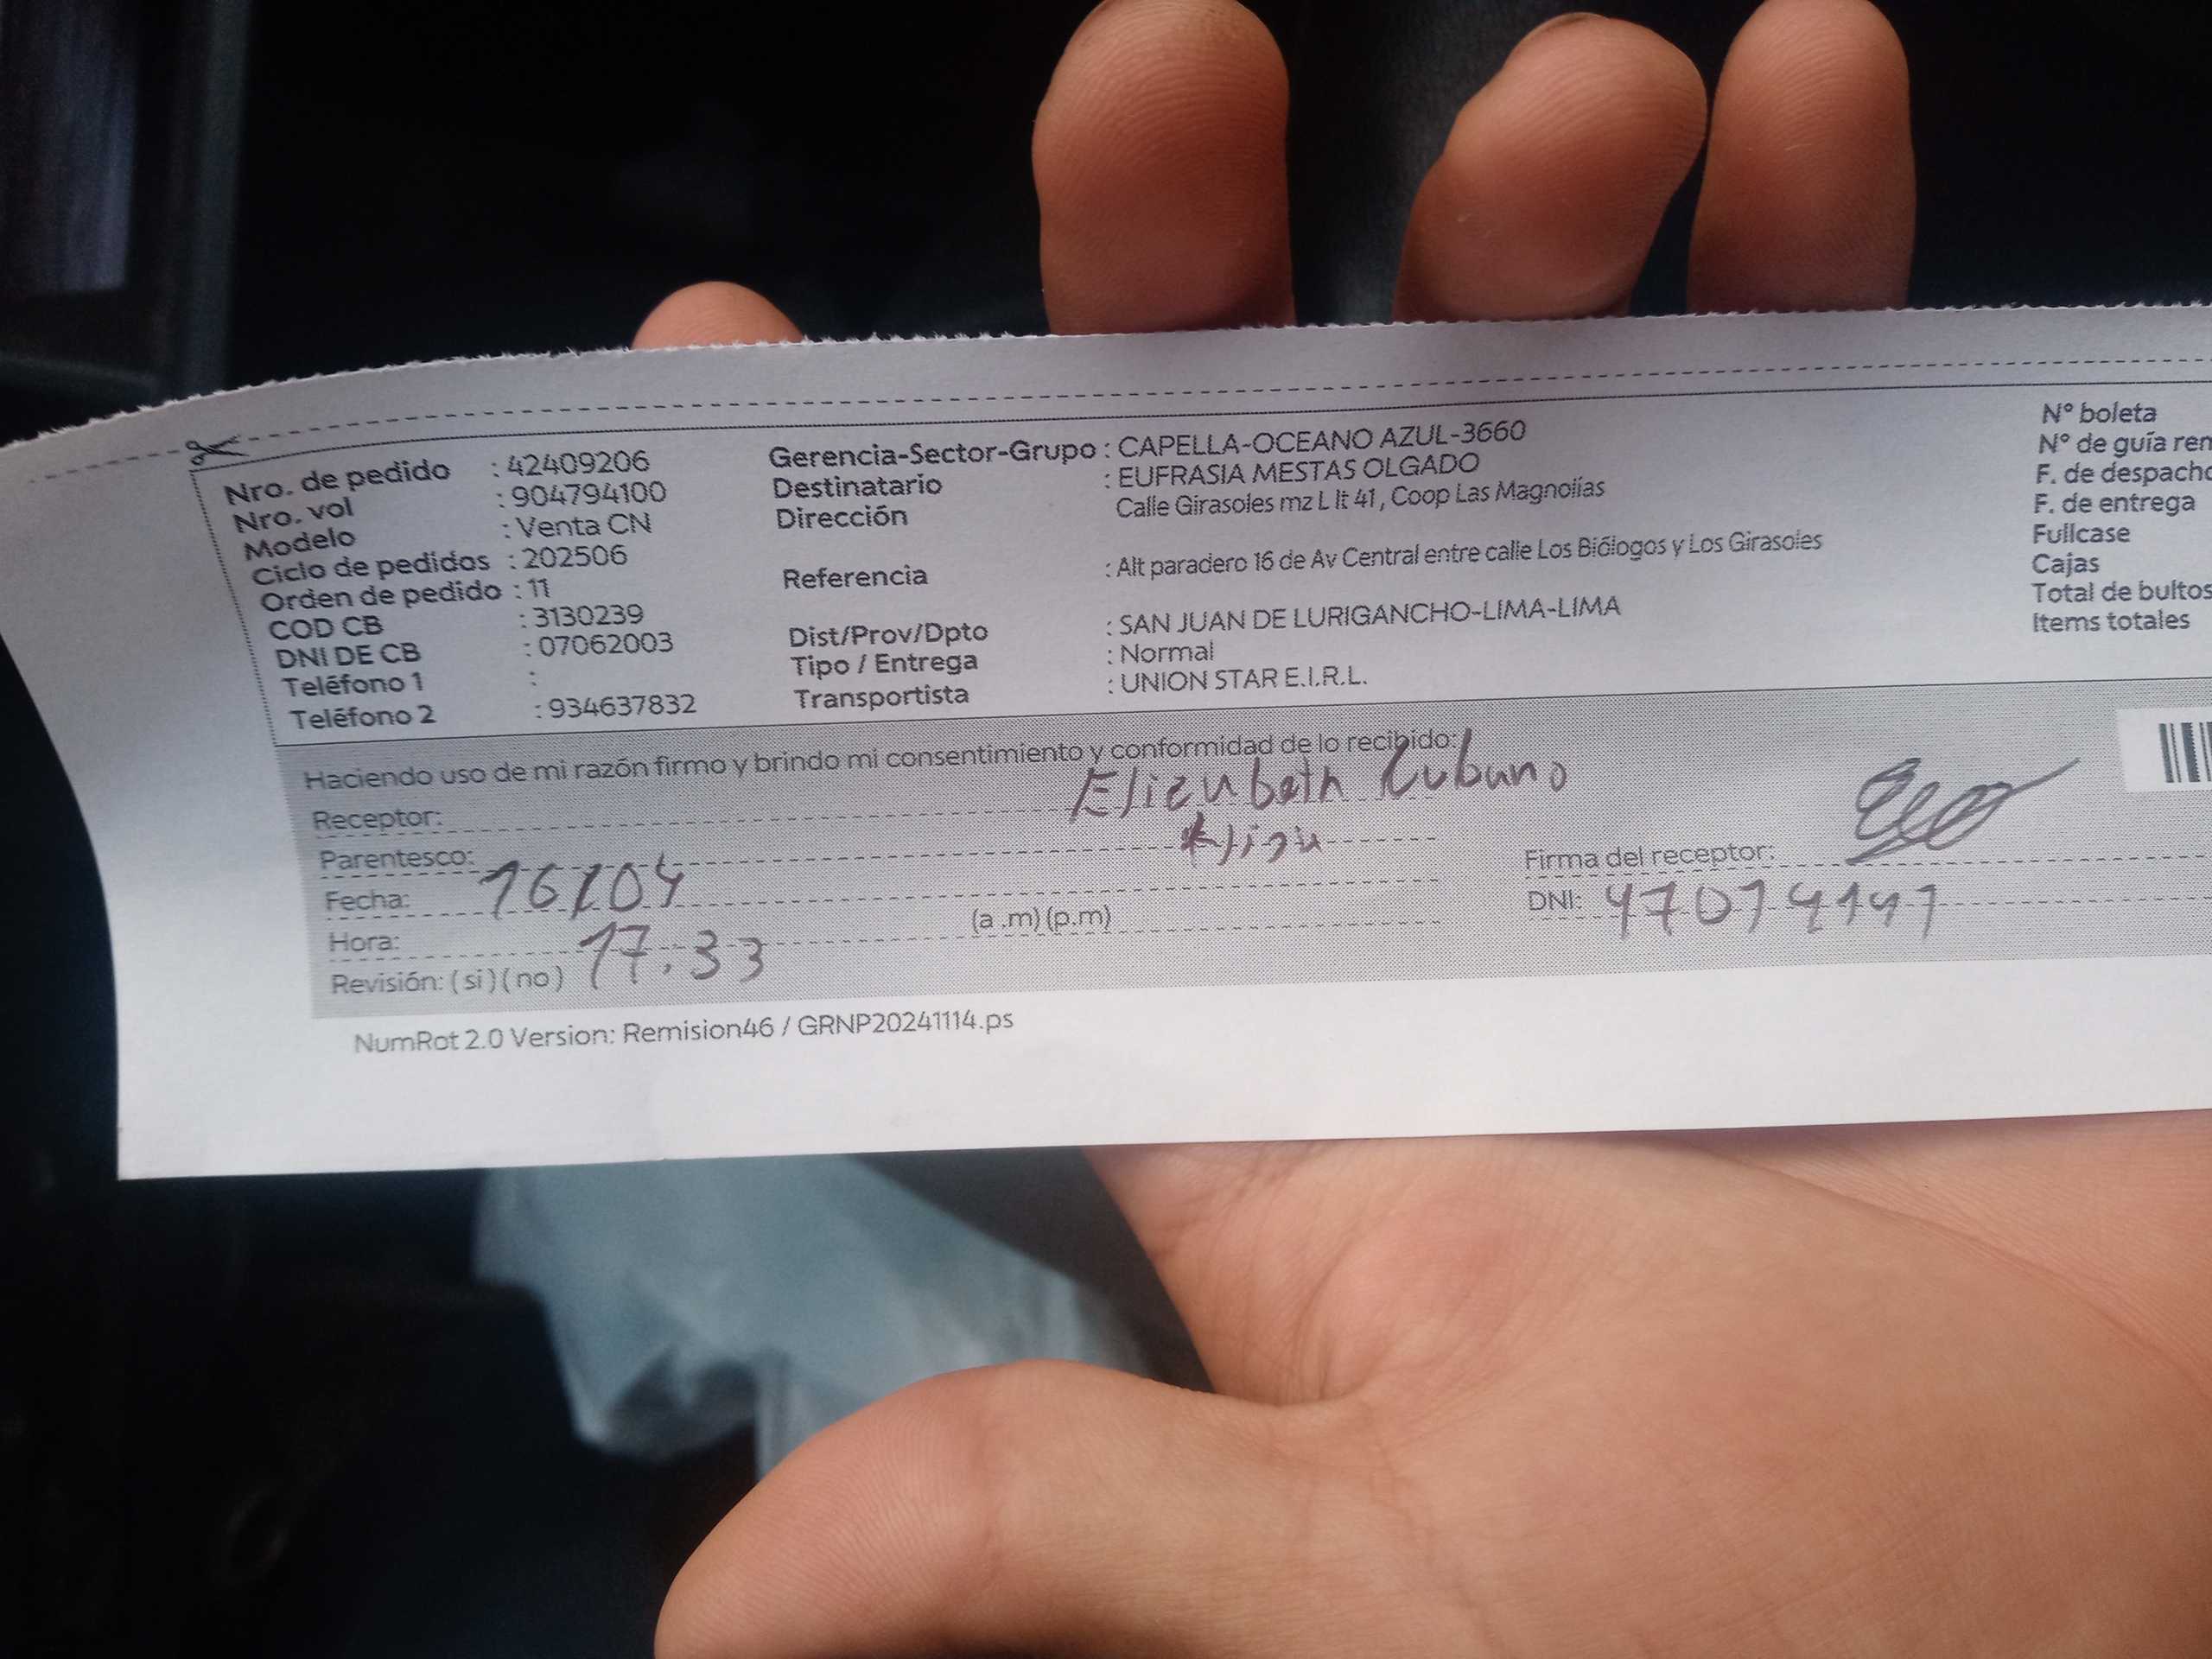 Nro. de pedido : 42409206
Nro. vol : 904794100
Modelo : Venta CN
Ciclo de pedidos : 202506
Orden de pedido : 11
COD CB : 3130239
DNI DE CB : 07062003
Teléfono 1 :
Teléfono 2 : 934637832
Gerencia-Sector-Grupo : CAPELLA-OCEANO AZUL-3660
Destinatario : EUFRASIA MESTAS OLGADO
Dirección Calle Girasoles mz L lt 41, Coop Las Magnolias
Referencia : Alt paradero 16 de Av Central entre calle Los Biólogos y Los Girasoles
Dist/Prov/Dpto : SAN JUAN DE LURIGANCHO-LIMA-LIMA
Tipo / Entrega : Normal
Transportista : UNION STAR E.I.R.L.
N° boleta
N° de guía rem
F. de despacho
F. de entrega
Fullcase
Cajas
Total de bultos
Items totales
Haciendo uso de mi razón firmo y brindo mi consentimiento y conformidad de lo recibido:
Receptor: Elizabeth
Parentesco:
Fecha: 16/04
Hora: (a .m) (p.m)
Revisión: (si) (no) 17.33
Firma del receptor:
DNI: 47074141
NumRot 2.0 Version: Remision46 / GRNP20241114.ps